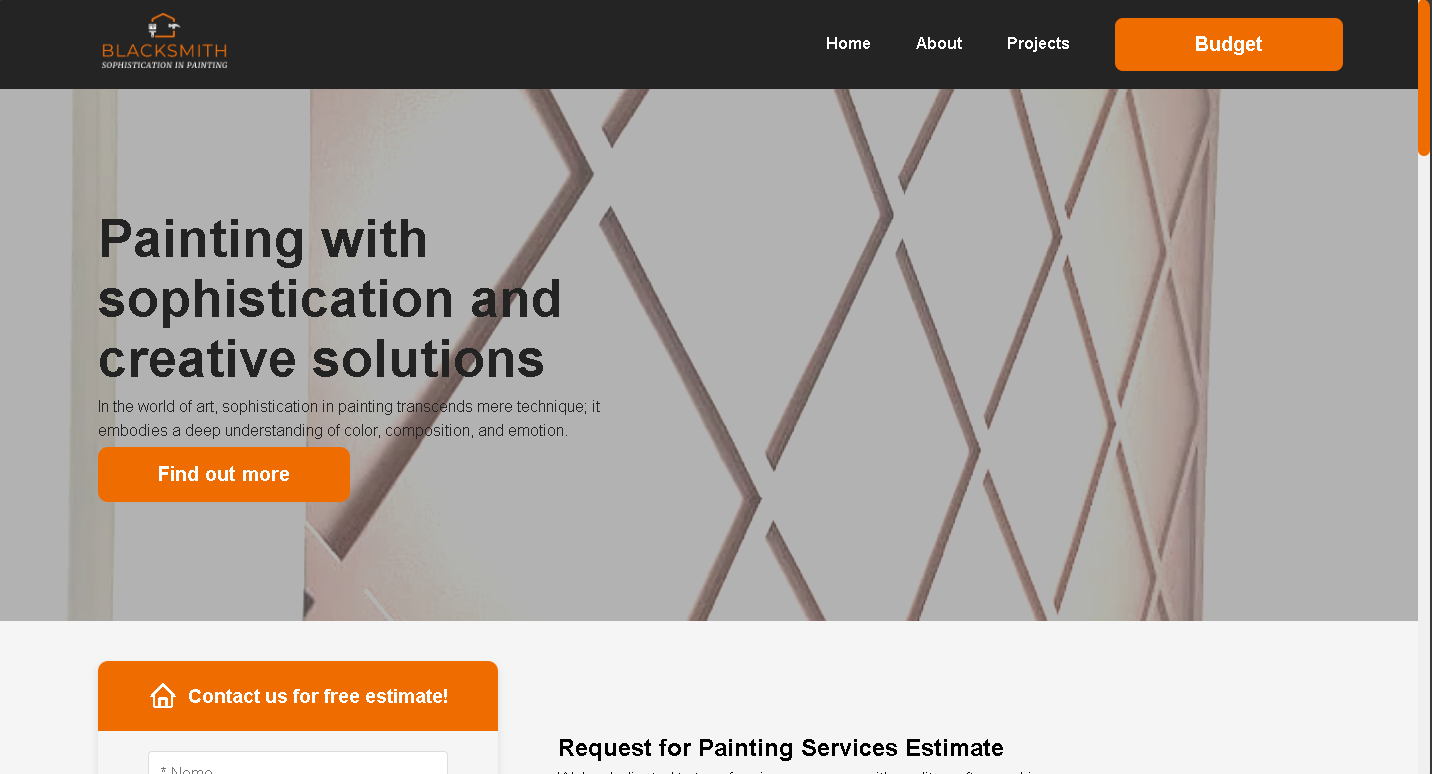 BLACKSMITH
SOPHISTICATION IN PAINTING
Home About Projects Budget
Painting with
sophistication and
creative solutions
In the world of art, sophistication in painting transcends mere technique; it
embodies a deep understanding of color, composition, and emotion.
Find out more
Contact us for free estimate!
Request for Painting Services Estimate